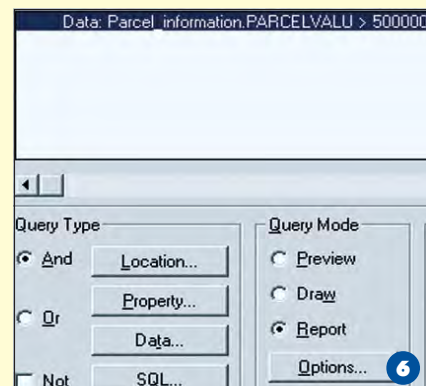 Data: Parcel_information.PARCELVALU > 500000
Query Type
And
Location...
Property...
Or
Data...
Not
SQL...
Query Mode
Preview
Draw
Report
Options...
6